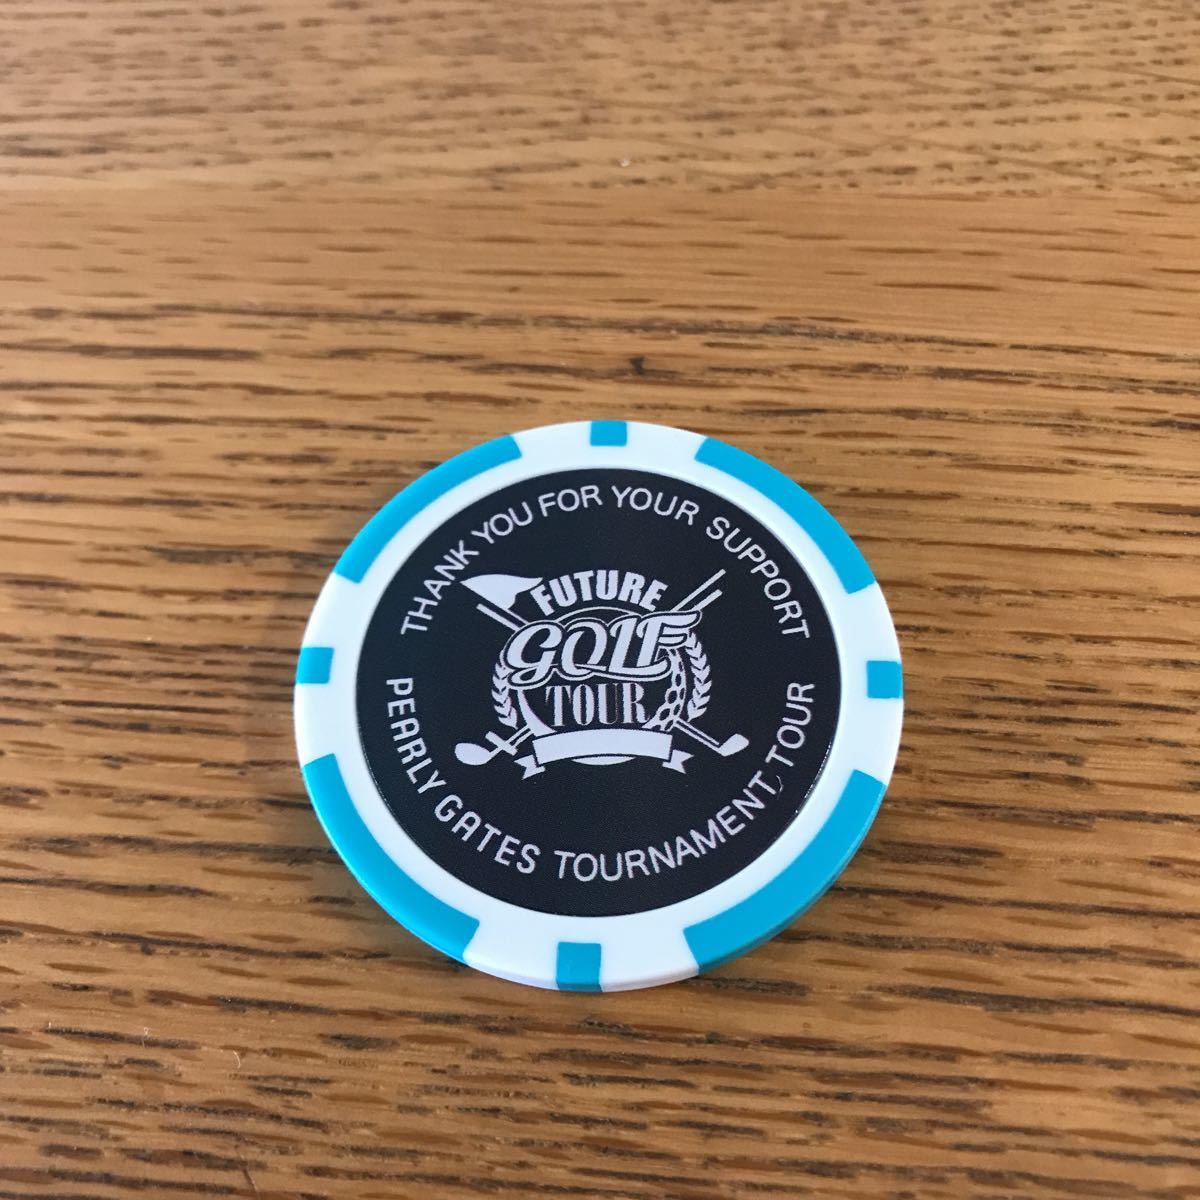 THANK YOU FOR YOUR SUPPORT
FUTURE
GOLF
TOUR
PEARLY GATES TOURNAMENT TOUR